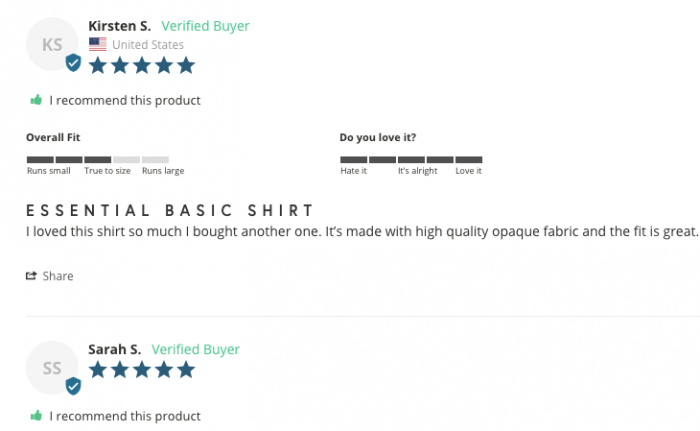 KS
Kirsten S. Verified Buyer
United States
I recommend this product
Overall Fit
Do you love it?
Runs small True to size Runs large
Hate it It's alright Love it
ESSENTIAL BASIC SHIRT
I loved this shirt so much I bought another one. It’s made with high quality opaque fabric and the fit is great.
Share
SS
Sarah S. Verified Buyer
I recommend this product